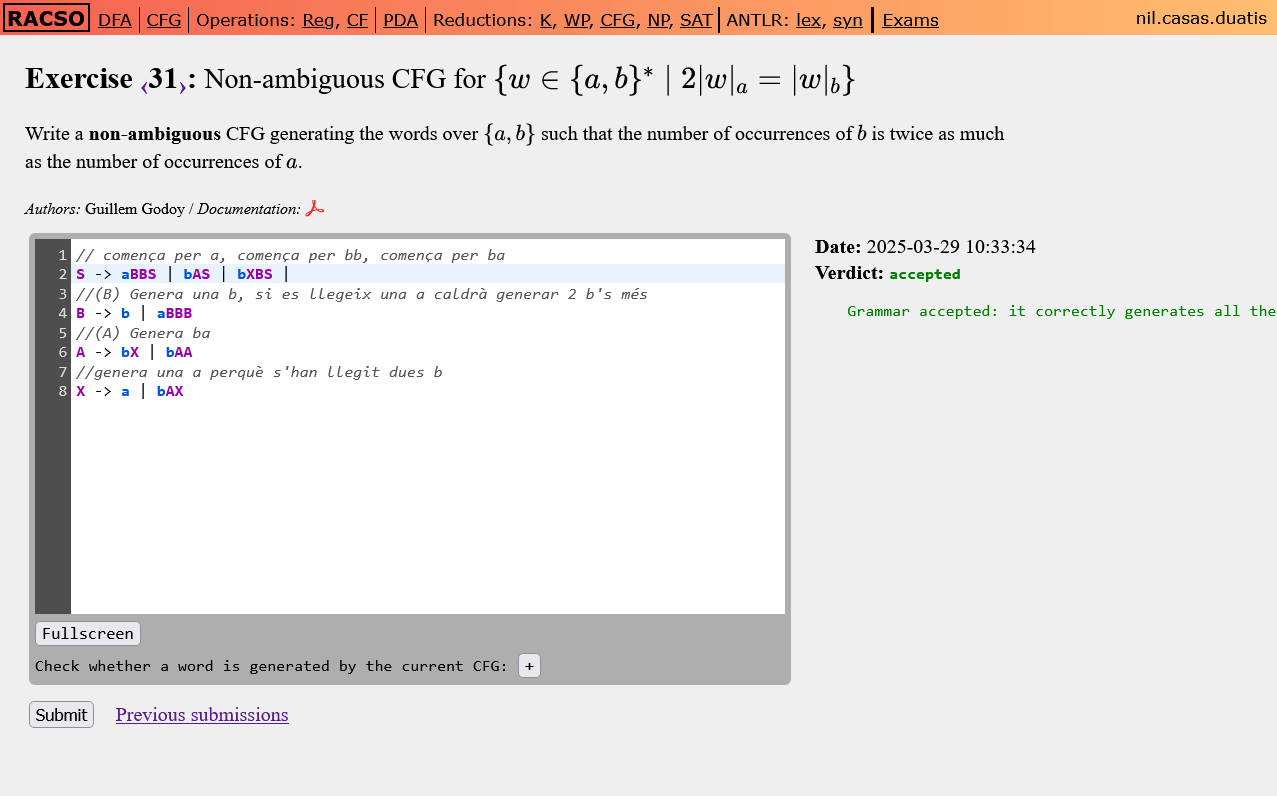 RACSO DFA CFG Operations: Reg, CF PDA Reductions: K, WP, CFG, NP, SAT ANTLR: lex, syn Exams nil.casas.duatis
Exercise ‹31›: Non-ambiguous CFG for {w ∈ {a, b}* | 2|w|_a = |w|_b}
Write a non-ambiguous CFG generating the words over {a, b} such that the number of occurrences of b is twice as much
as the number of occurrences of a.
Authors: Guillem Godoy / Documentation:
1 // comença per a, comença per bb, comença per ba
2 S -> aBBS | bAS | bXBS |
3 //(B) Genera una b, si es llegeix una a caldrà generar 2 b's més
4 B -> b | aBBB
5 //(A) Genera ba
6 A -> bX | bAA
7 //genera una a perquè s'han llegit dues b
8 X -> a | bAX
Fullscreen
Check whether a word is generated by the current CFG: +
Submit Previous submissions
Date: 2025-03-29 10:33:34
Verdict: accepted
Grammar accepted: it correctly generates all the